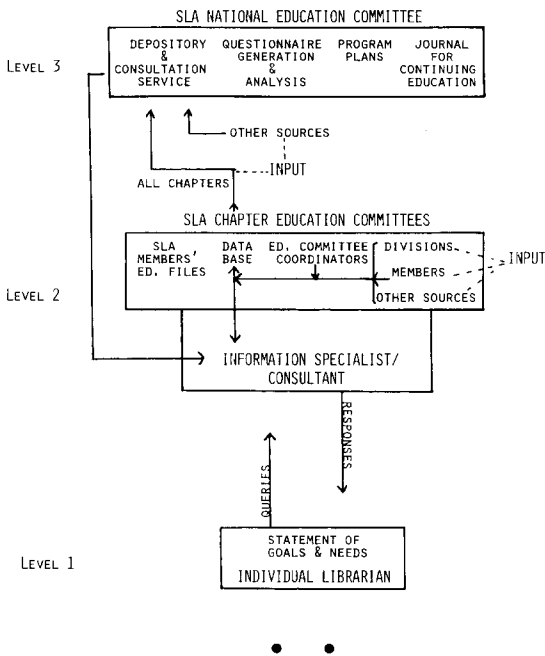 SLA NATIONAL EDUCATION COMMITTEE
LEVEL 3
DEPOSITORY
&
CONSULTATION
SERVICE
QUESTIONNAIRE
GENERATION
&
ANALYSIS
PROGRAM
PLANS
JOURNAL
FOR
CONTINUING
EDUCATION
OTHER SOURCES
INPUT
ALL CHAPTERS
SLA CHAPTER EDUCATION COMMITTEES
LEVEL 2
SLA
MEMBERS'
ED. FILES
DATA
BASE
ED. COMMITTEE
COORDINATORS
DIVISIONS
MEMBERS
OTHER SOURCES
INPUT
INFORMATION SPECIALIST/
CONSULTANT
RESPONSES
QUERIES
LEVEL 1
STATEMENT OF
GOALS & NEEDS
INDIVIDUAL LIBRARIAN